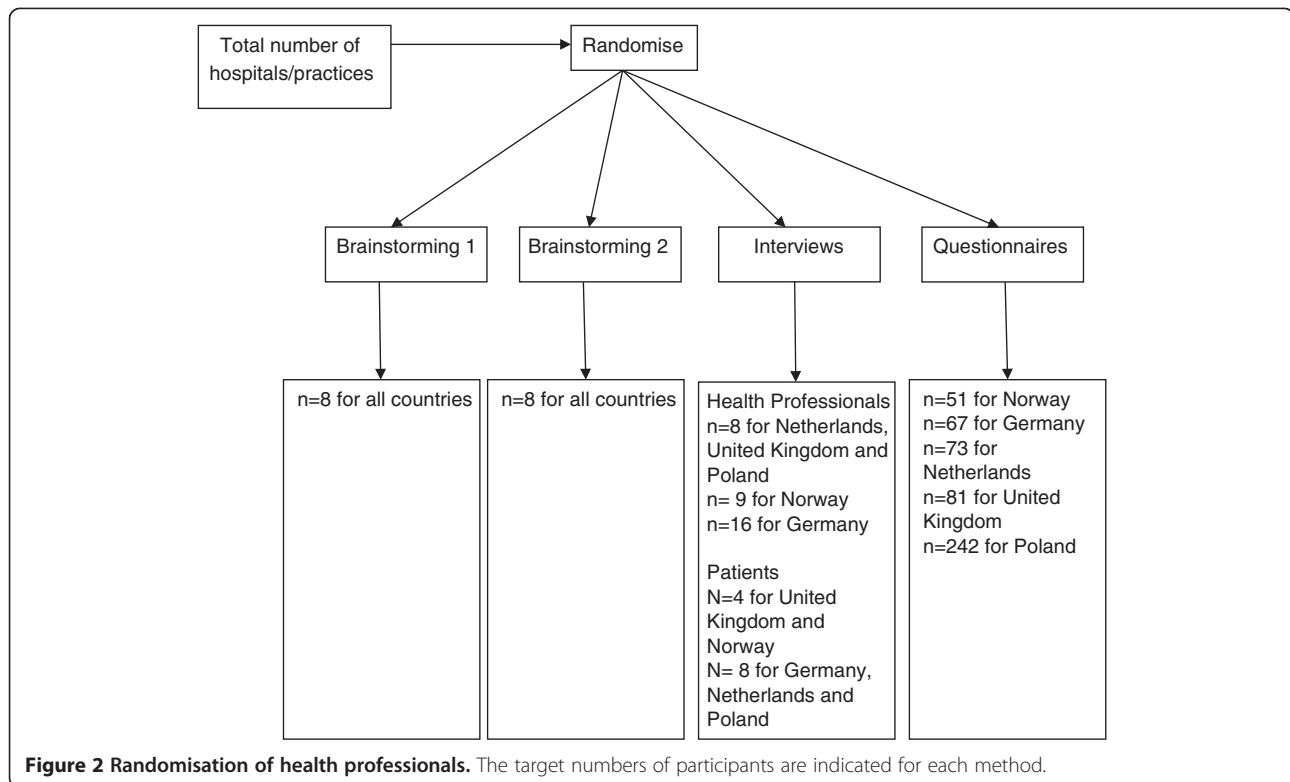 Total number of
hospitals/practices
Randomise
Brainstorming 1
Brainstorming 2
Interviews
Questionnaires
n=8 for all countries
n=8 for all countries
Health Professionals
n=8 for Netherlands,
United Kingdom and
Poland
n= 9 for Norway
n=16 for Germany
Patients
N=4 for United
Kingdom and
Norway
N= 8 for Germany,
Netherlands and
Poland
n=51 for Norway
n=67 for Germany
n=73 for
Netherlands
n=81 for United
Kingdom
n=242 for Poland
Figure 2 Randomisation of health professionals. The target numbers of participants are indicated for each method.